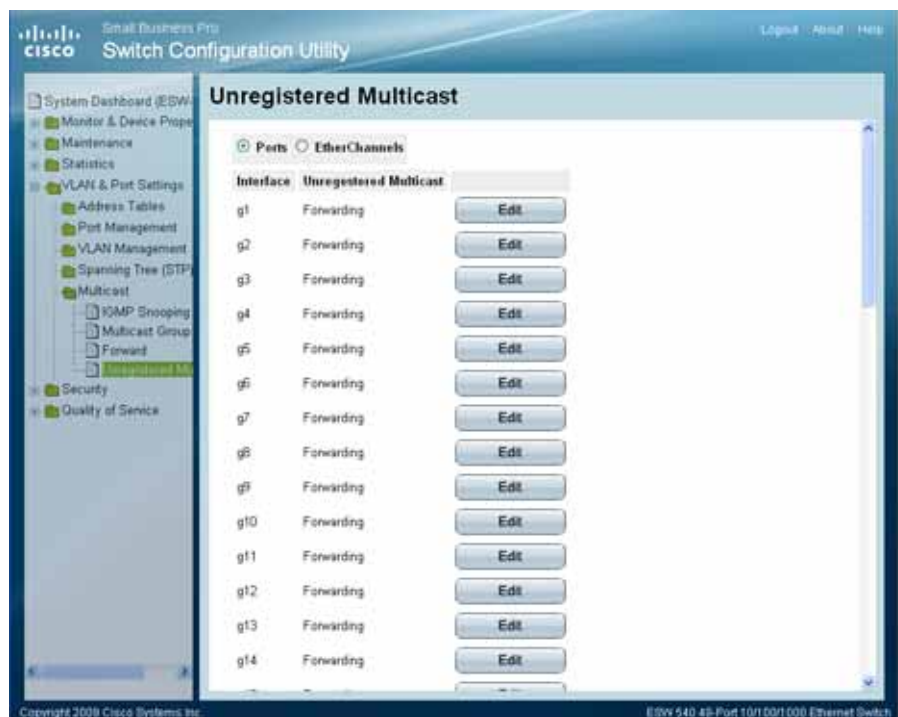 Small Business Pro
CISCO Switch Configuration Utility
Logout About Help
System Dashboard (ESW-
Monitor & Device Prope
Maintenance
Statistics
VLAN & Port Settings
Address Tables
Port Management
VLAN Management
Spanning Tree (STP)
Multicast
IGMP Snooping
Multicast Group
Forward
Unregistered Mu
Security
Quality of Service
Unregistered Multicast
Ports EtherChannels
Interface Unregestered Multicast
g1 Forwarding Edit
g2 Forwarding Edit
g3 Forwarding Edit
g4 Forwarding Edit
g5 Forwarding Edit
g6 Forwarding Edit
g7 Forwarding Edit
g8 Forwarding Edit
g9 Forwarding Edit
g10 Forwarding Edit
g11 Forwarding Edit
g12 Forwarding Edit
g13 Forwarding Edit
g14 Forwarding Edit
Copyright 2009 Cisco Systems Inc.
ESW 540 48-Port 10/100/1000 Ethernet Switch